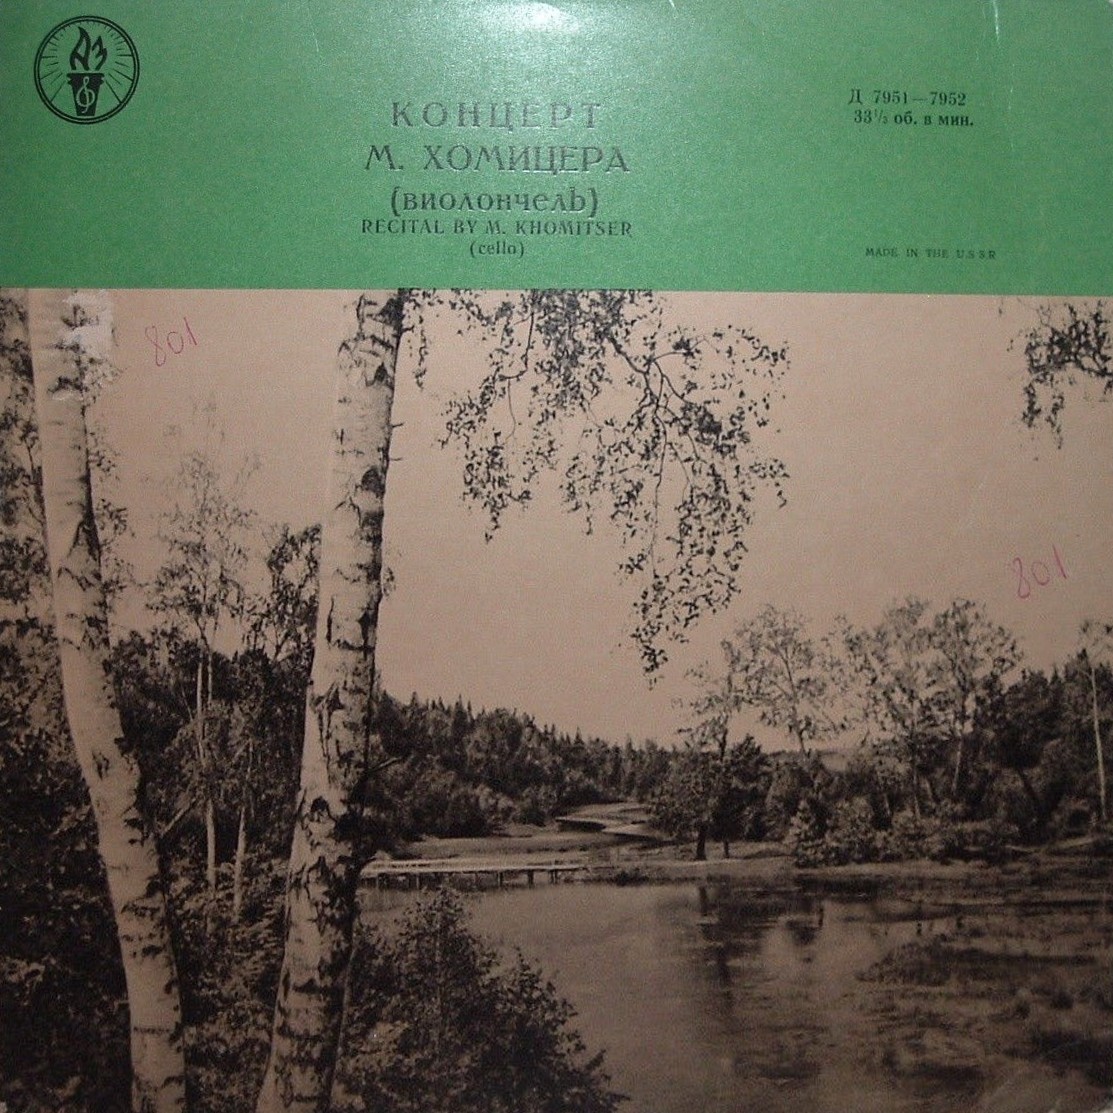 КОНЦЕРТ
М. ХОМИЦЕРА
(виолончель)
RECITAL BY M. KHOMITSER
(cello)
Д 7951—7952
33⅓ об. в мин.
MADE IN THE U.S.S.R
801
801